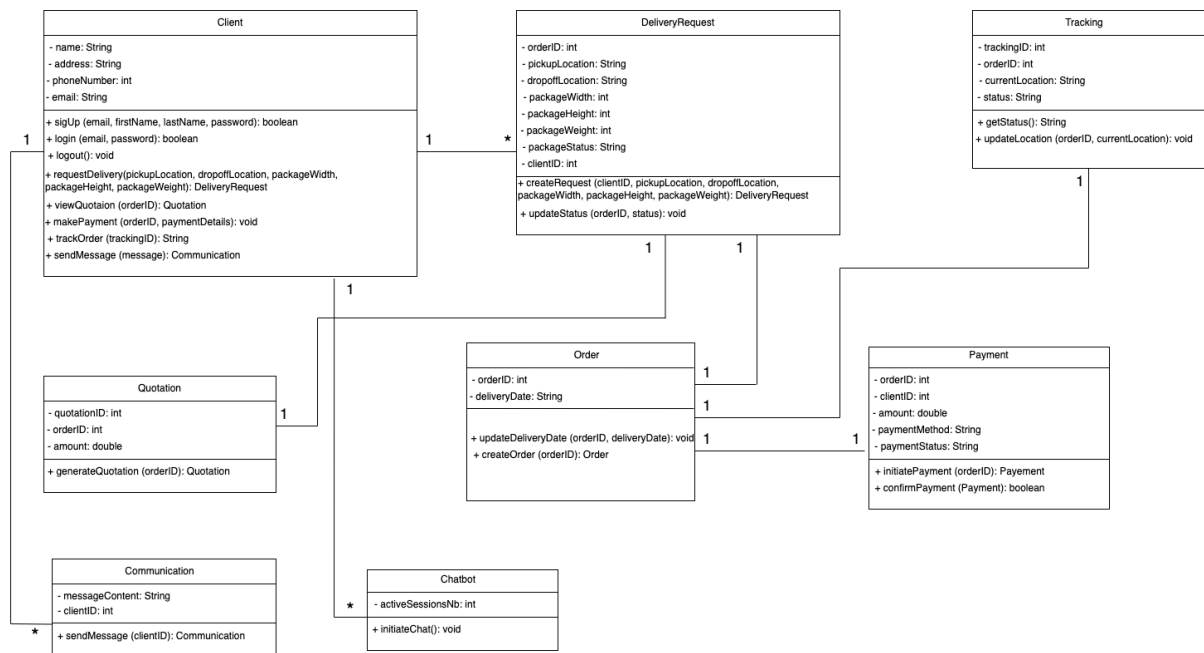 Client
- name: String
- address: String
- phoneNumber: int
- email: String
+ sigUp (email, firstName, lastName, password): boolean
+ login (email, password): boolean
+ logout(): void
+ requestDelivery(pickupLocation, dropoffLocation, packageWidth,
packageHeight, packageWeight): DeliveryRequest
+ viewQuotaion (orderID): Quotation
+ makePayment (orderID, paymentDetails): void
+ trackOrder (trackingID): String
+ sendMessage (message): Communication
1
1
1
*
DeliveryRequest
- orderID: int
- pickupLocation: String
- dropoffLocation: String
- packageWidth: int
- packageHeight: int
- packageWeight: int
- packageStatus: String
- clientID: int
+ createRequest (clientID, pickupLocation, dropoffLocation,
packageWidth, packageHeight, packageWeight): DeliveryRequest
+ updateStatus (orderID, status): void
1
1
Tracking
- trackingID: int
- orderID: int
- currentLocation: String
- status: String
+ getStatus(): String
+ updateLocation (orderID, currentLocation): void
1
Quotation
- quotationID: int
- orderID: int
- amount: double
+ generateQuotation (orderID): Quotation
1
Order
- orderID: int
- deliveryDate: String
+ updateDeliveryDate (orderID, deliveryDate): void
+ createOrder (orderID): Order
1
1
1
1
Payment
- orderID: int
- clientID: int
- amount: double
- paymentMethod: String
- paymentStatus: String
+ initiatePayment (orderID): Payement
+ confirmPayment (Payment): boolean
Communication
- messageContent: String
- clientID: int
+ sendMessage (clientID): Communication
*
Chatbot
- activeSessionsNb: int
+ initiateChat(): void
*